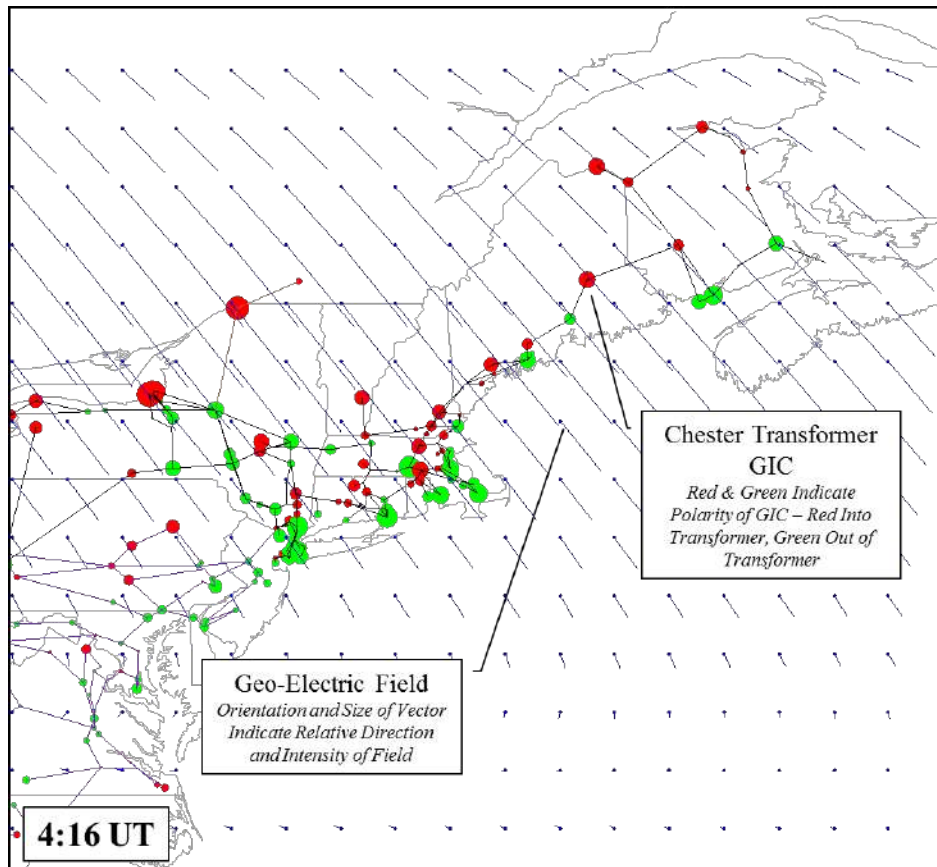 Chester Transformer
GIC
Red & Green Indicate
Polarity of GIC – Red Into
Transformer, Green Out of
Transformer
Geo-Electric Field
Orientation and Size of Vector
Indicate Relative Direction
and Intensity of Field
4:16 UT